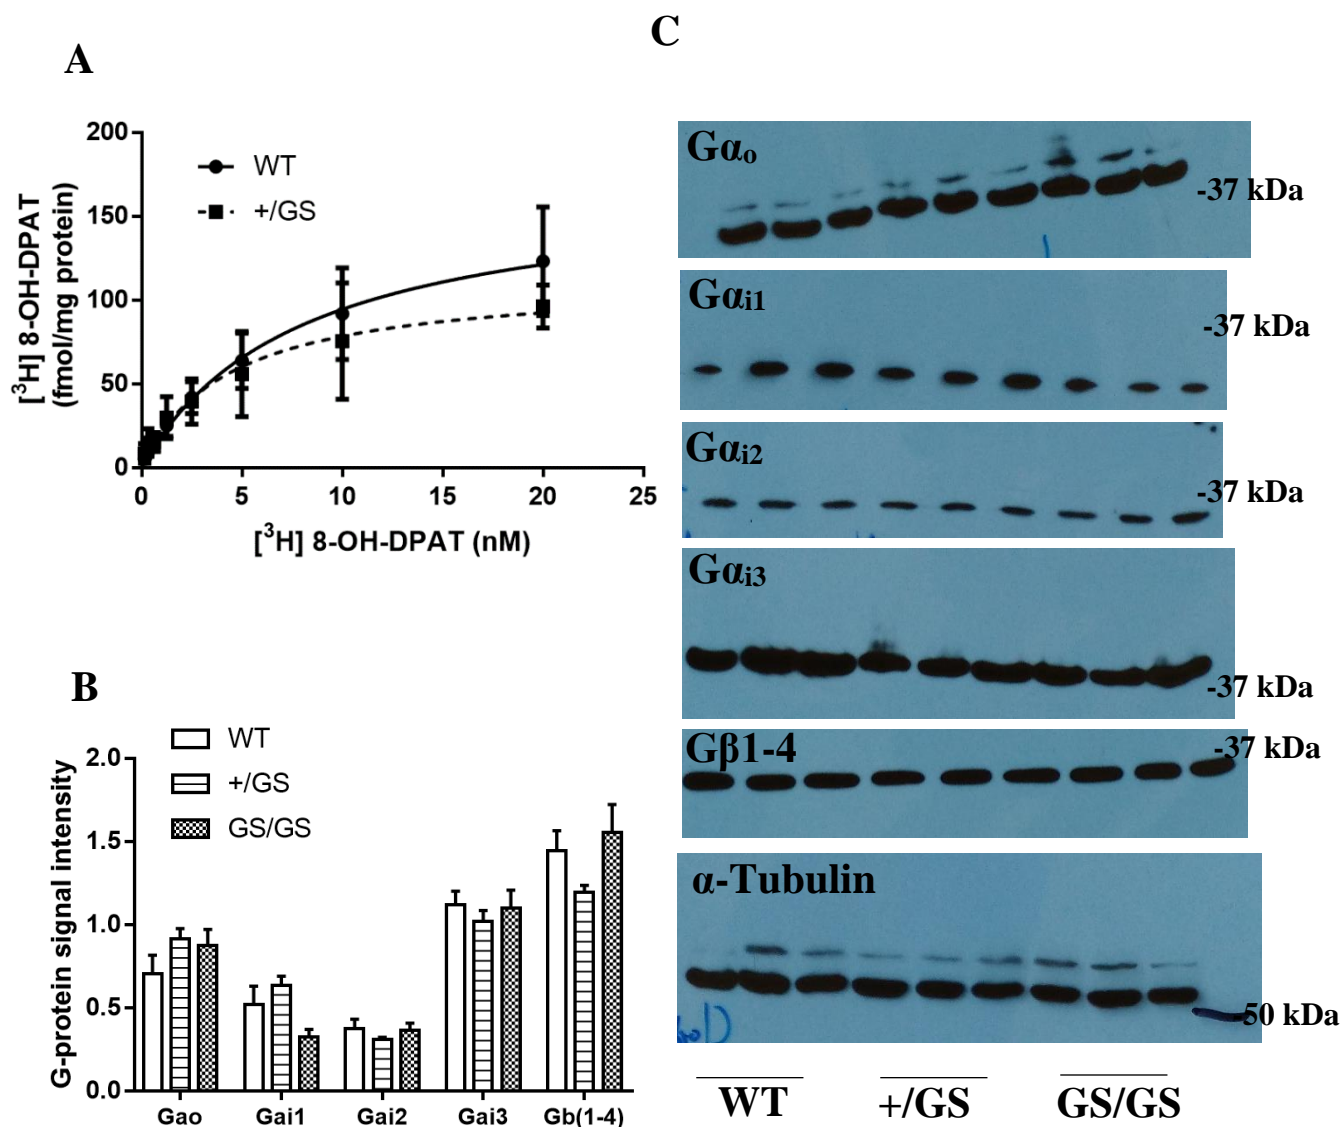 A
200
150
100
50
0
0 5 10 15 20 25
[³H] 8-OH-DPAT
(fmol/mg protein)
[³H] 8-OH-DPAT (nM)
WT
+/GS
B
WT
+/GS
GS/GS
2.0
1.5
1.0
0.5
0.0
G-protein signal intensity
Gao Gai1 Gai2 Gai3 Gb(1-4)
C
Gαo
-37 kDa
Gαi1
-37 kDa
Gαi2
-37 kDa
Gαi3
-37 kDa
Gβ1-4
-37 kDa
α-Tubulin
-50 kDa
WT +/GS GS/GS